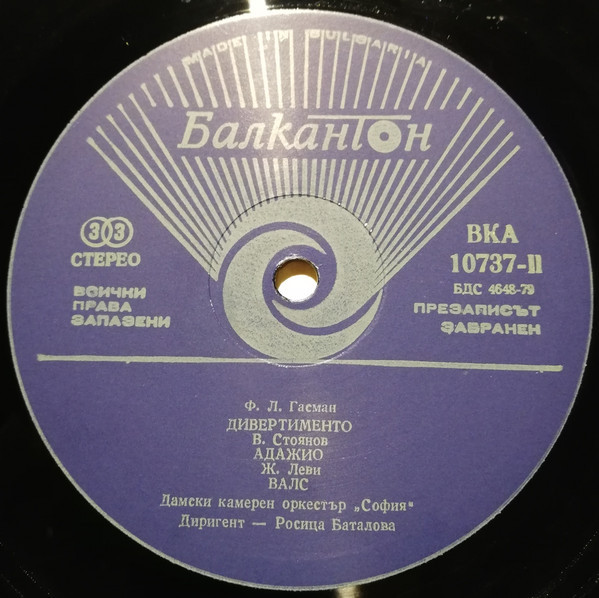 MADE IN BULGARIA
Балкантон
33
СТЕРЕО
ВСИЧКИ
ПРАВА
ЗАПАЗЕНИ
ВКА
10737-II
БДС 4648-79
ПРЕЗАПИСЪТ
ЗАБРАНЕН
Ф. Л. Гасман
ДИВЕРТИМЕНТО
В. Стоянов
АДАЖИО
Ж. Леви
ВАЛС
Дамски камерен оркестър „София“
Диригент — Росица Баталова